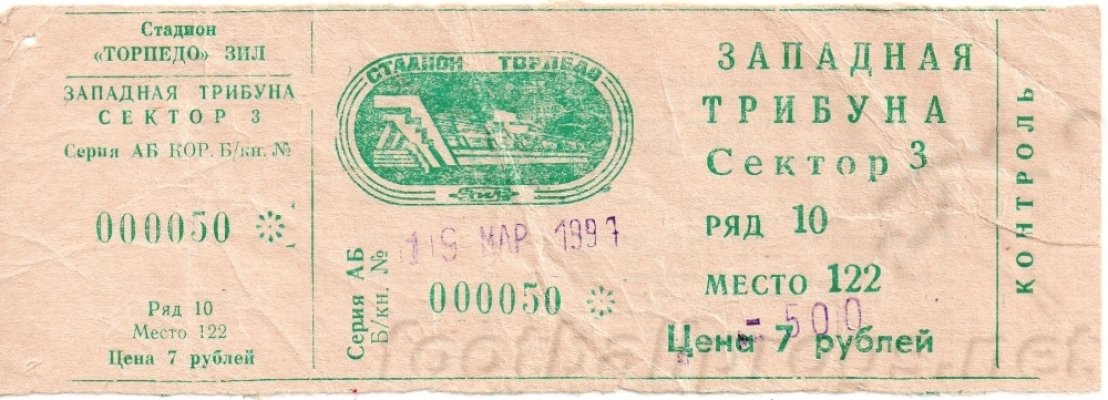 Стадион
«ТОРПЕДО» ЗИЛ
ЗАПАДНАЯ ТРИБУНА
СЕКТОР 3
Серия АБ КОР. Б/кн. №
000050
Ряд 10
Место 122
Цена 7 рублей
СТАДИОН ТОРПЕДО
ЗИЛ
19 МАР 1997
Серия АБ
Б/кн. №
000050
ЗАПАДНАЯ
ТРИБУНА
Сектор 3
РЯД 10
МЕСТО 122
= 500
Цена 7 рублей
КОНТРОЛЬ